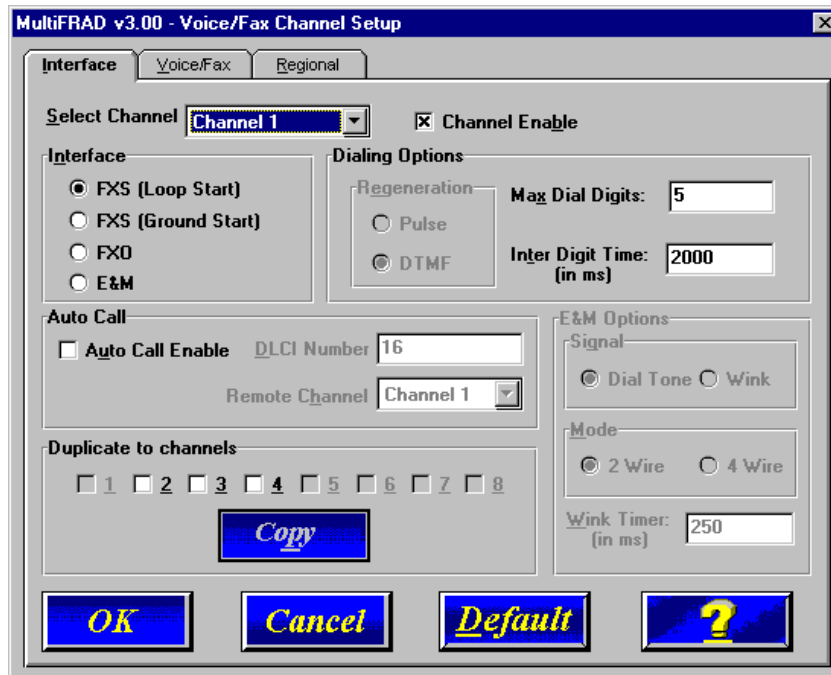 MultiFRAD v3.00 - Voice/Fax Channel Setup
Interface Voice/Fax Regional
Select Channel Channel 1 Channel Enable
Interface
FXS (Loop Start)
FXS (Ground Start)
FXO
E&M
Dialing Options
Regeneration
Pulse
DTMF
Max Dial Digits: 5
Inter Digit Time: 2000
(in ms)
Auto Call
Auto Call Enable DLCI Number 16
Remote Channel Channel 1
E&M Options
Signal
Dial Tone Wink
Mode
2 Wire 4 Wire
Wink Timer: 250
(in ms)
Duplicate to channels
1 2 3 4 5 6 7 8
Copy
OK Cancel Default ?